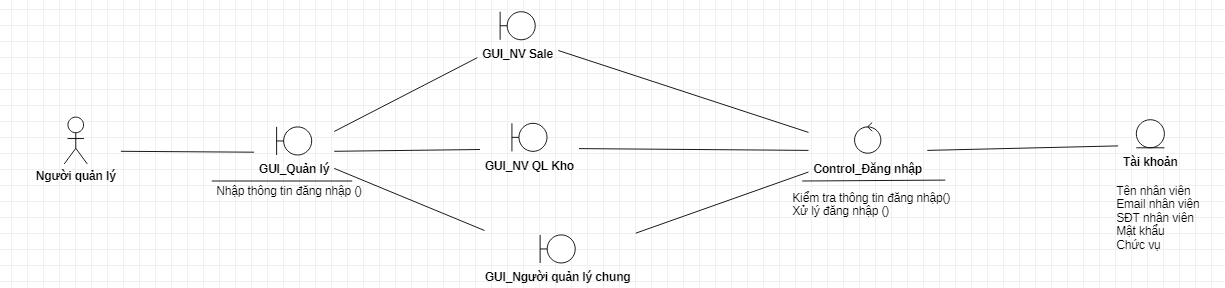 GUI_NV Sale
Người quản lý
GUI_Quản lý
Nhập thông tin đăng nhập ()
GUI_NV QL Kho
GUI_Người quản lý chung
Control_Đăng nhập
Kiểm tra thông tin đăng nhập()
Xử lý đăng nhập ()
Tài khoản
Tên nhân viên
Email nhân viên
SĐT nhân viên
Mật khẩu
Chức vụ